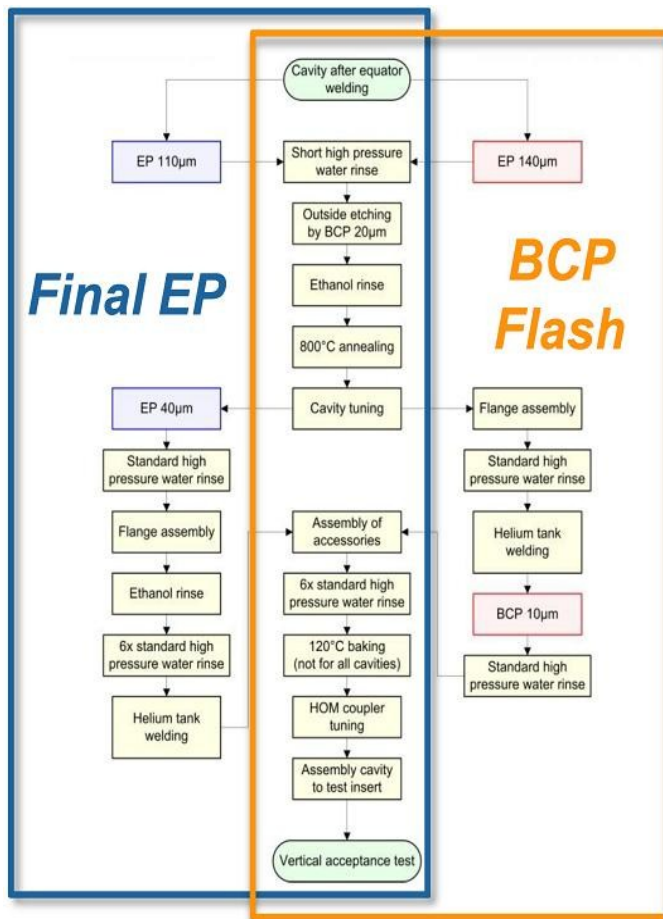 Cavity after equator
welding
EP 110µm
Short high pressure
water rinse
EP 140µm
Outside etching
by BCP 20µm
Ethanol rinse
800°C annealing
Final EP
BCP
Flash
EP 40µm
Cavity tuning
Flange assembly
Standard high
pressure water rinse
Flange assembly
Ethanol rinse
6x standard high
pressure water rinse
Helium tank
welding
Standard high
pressure water rinse
Helium tank
welding
BCP 10µm
Standard high
pressure water rinse
Assembly of
accessories
6x standard high
pressure water rinse
120°C baking
(not for all cavities)
HOM coupler
tuning
Assembly cavity
to test insert
Vertical acceptance test